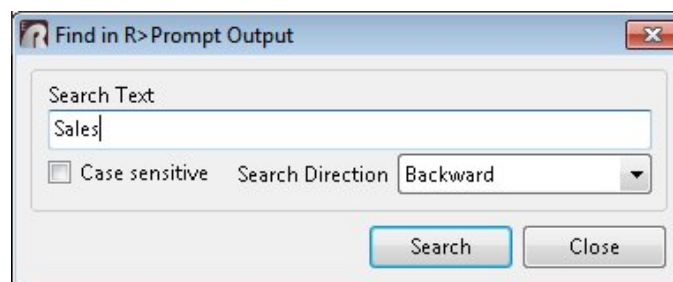 Find in R>Prompt Output
Search Text
Sales
Case sensitive Search Direction Backward
Search Close